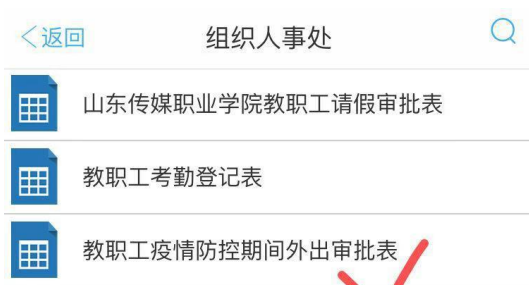 返回
组织人事处
山东传媒职业学院教职工请假审批表
教职工考勤登记表
教职工疫情防控期间外出审批表